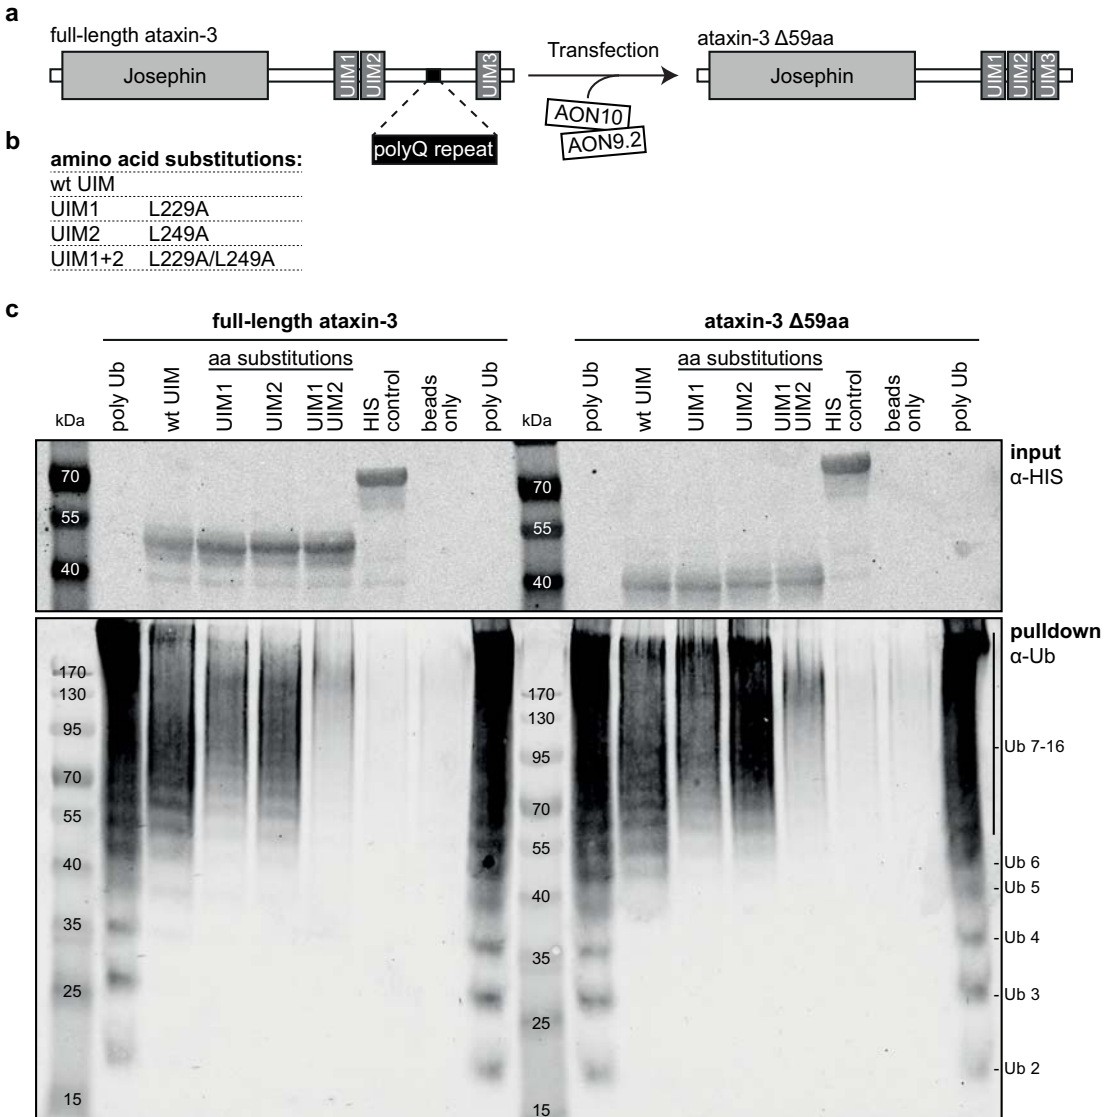 a
full-length ataxin-3
Josephin
UIM1
UIM2
UIM3
polyQ repeat
Transfection
AON10
AON9.2
ataxin-3 Δ59aa
Josephin
UIM1
UIM2
UIM3
b
amino acid substitutions:
wt UIM
UIM1 L229A
UIM2 L249A
UIM1+2 L229A/L249A
c
full-length ataxin-3
ataxin-3 Δ59aa
aa substitutions
aa substitutions
kDa
poly Ub
wt UIM
UIM1
UIM2
UIM1
UIM2
HIS
control
beads
only
poly Ub
kDa
poly Ub
wt UIM
UIM1
UIM2
UIM1
UIM2
HIS
control
beads
only
poly Ub
70
55
40
70
55
40
input
α-HIS
170
130
95
70
55
40
35
25
15
170
130
95
70
55
40
35
25
15
pulldown
α-Ub
Ub 7-16
Ub 6
Ub 5
Ub 4
Ub 3
Ub 2